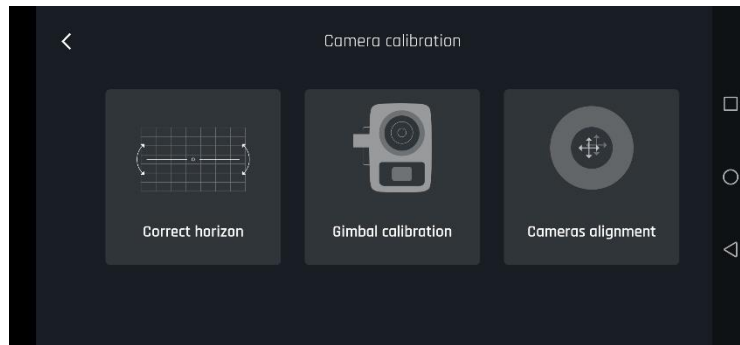 Camera calibration
Correct horizon
Gimbal calibration
Cameras alignment